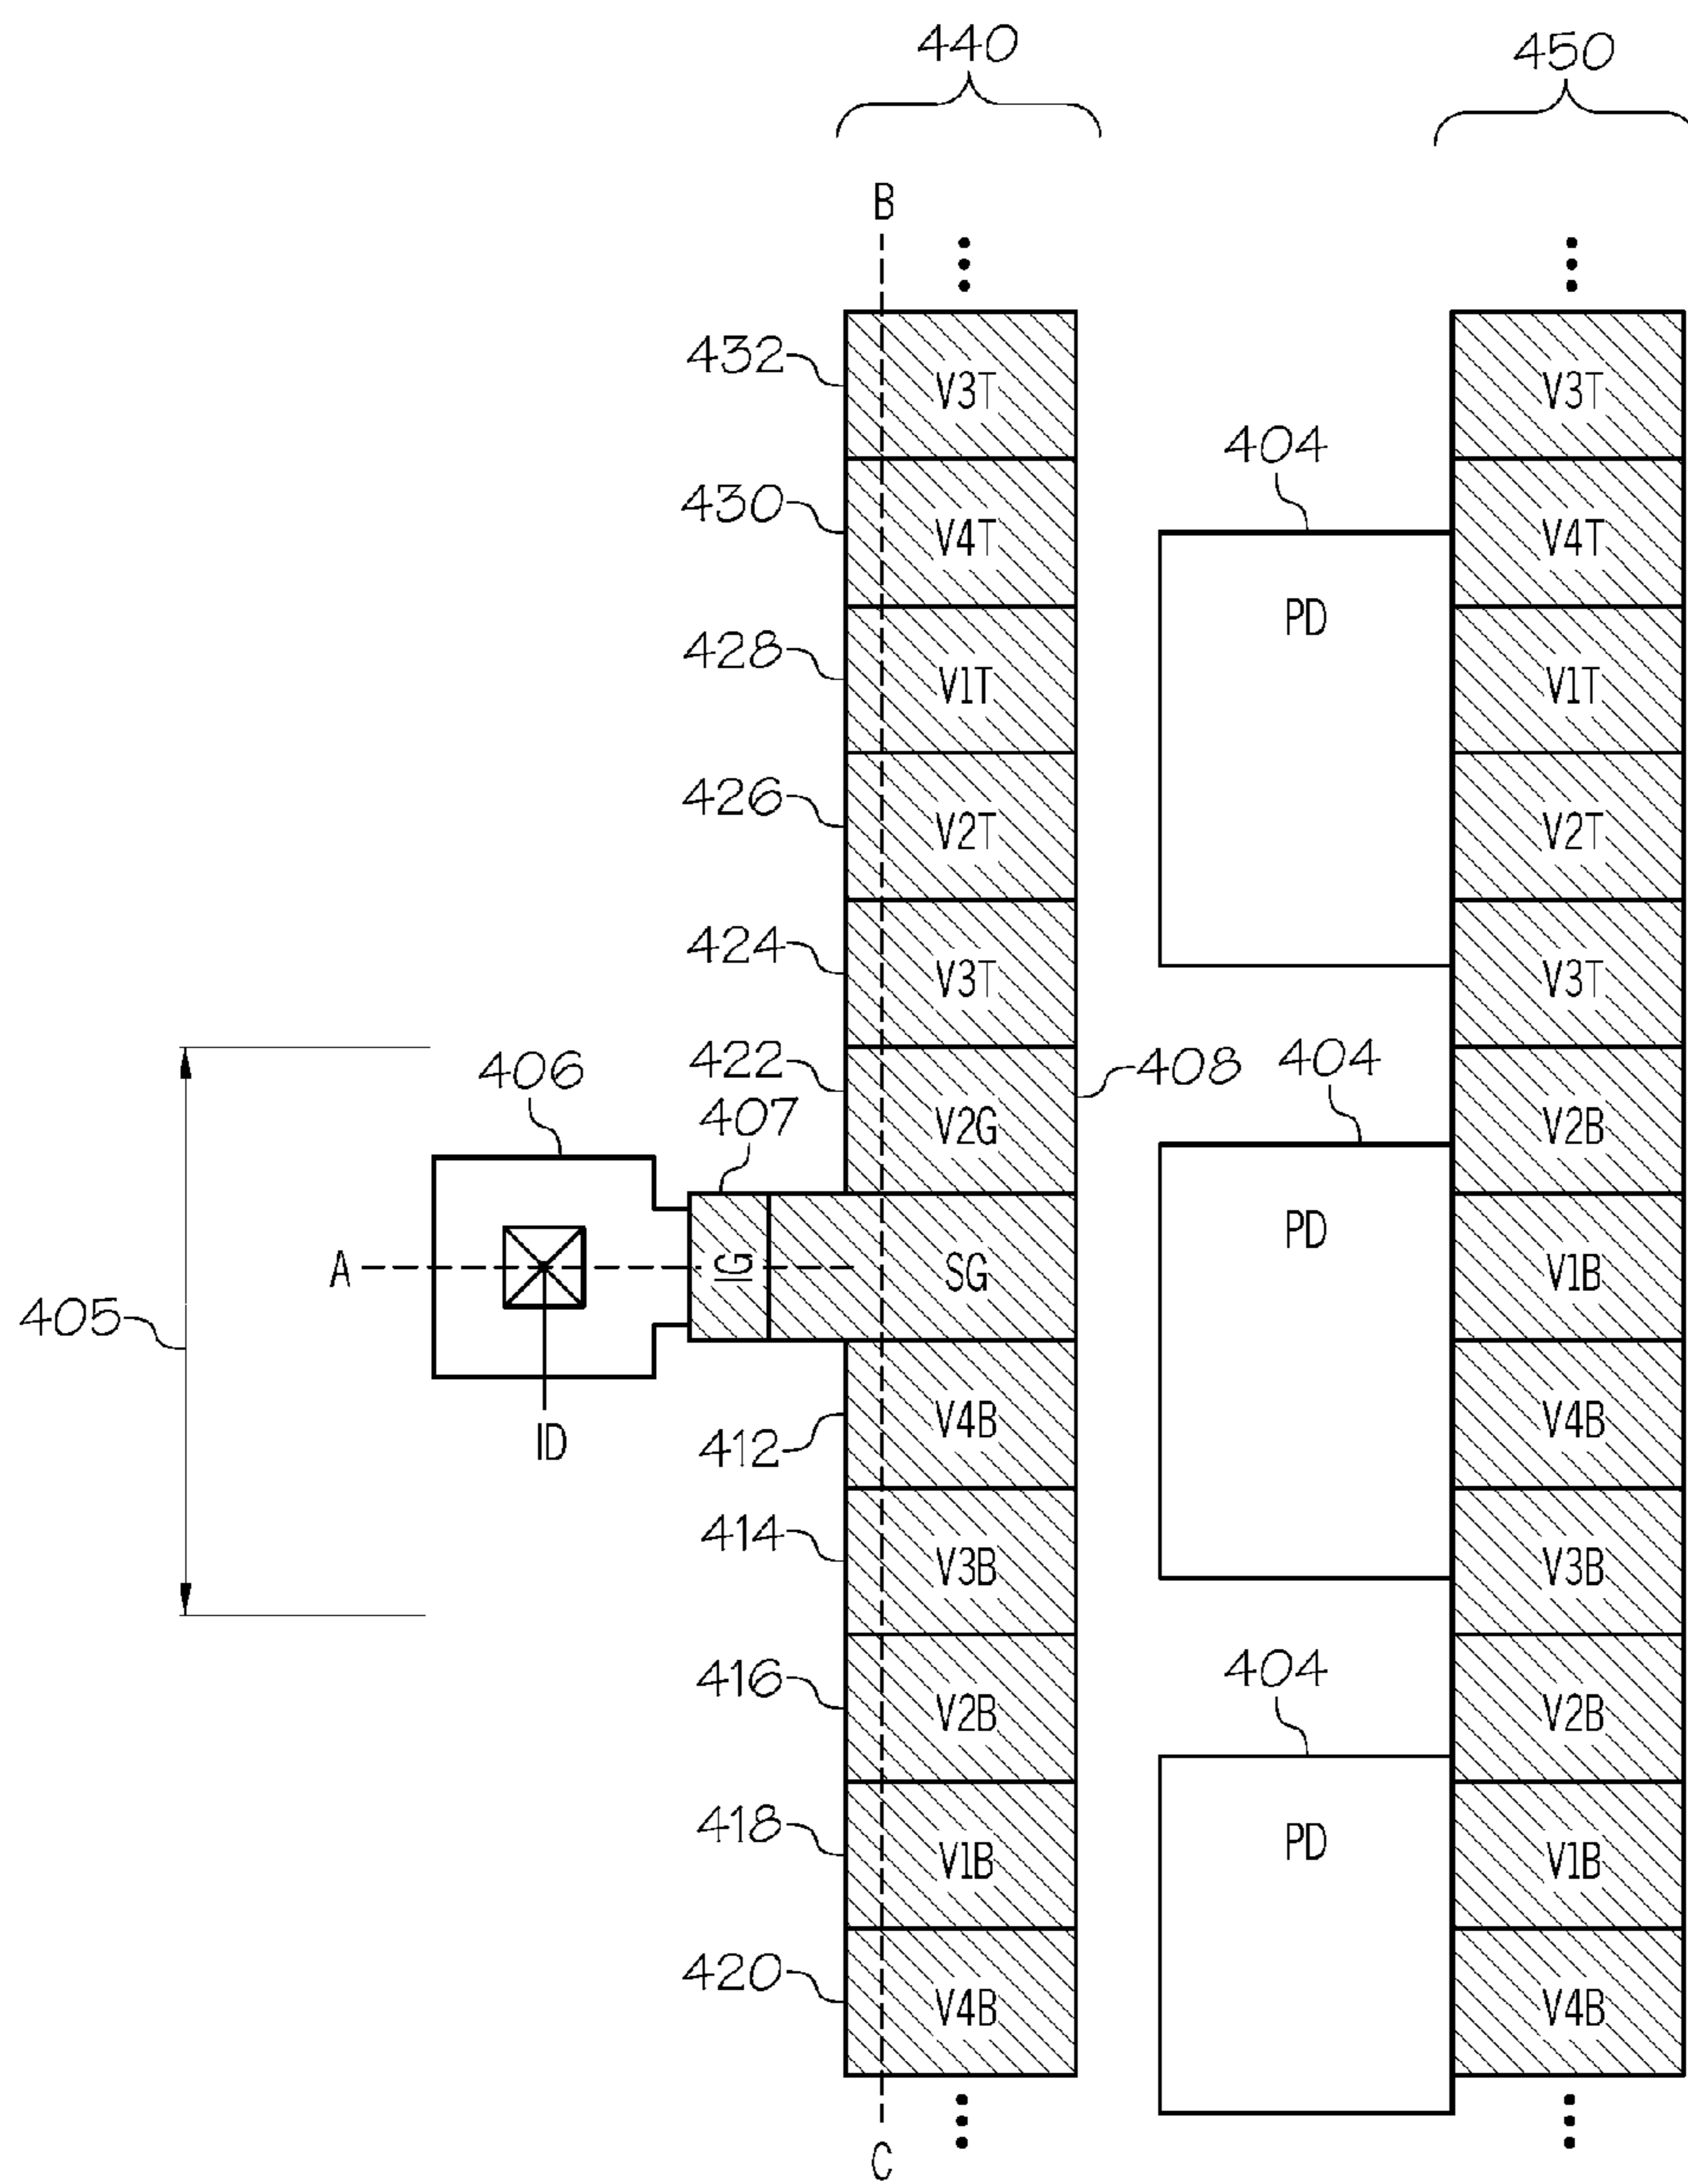 440 450
B
432 V3T V3T
404
430 V4T V4T
PD
428 V1T V1T
426 V2T V2T
424 V3T V3T
422 408 404
406 V2G V2B
407
PD
A IG SG V1B
405
ID
412 V4B V4B
414 V3B V3B
404
416 V2B V2B
418 V1B PD V1B
420 V4B V4B
C